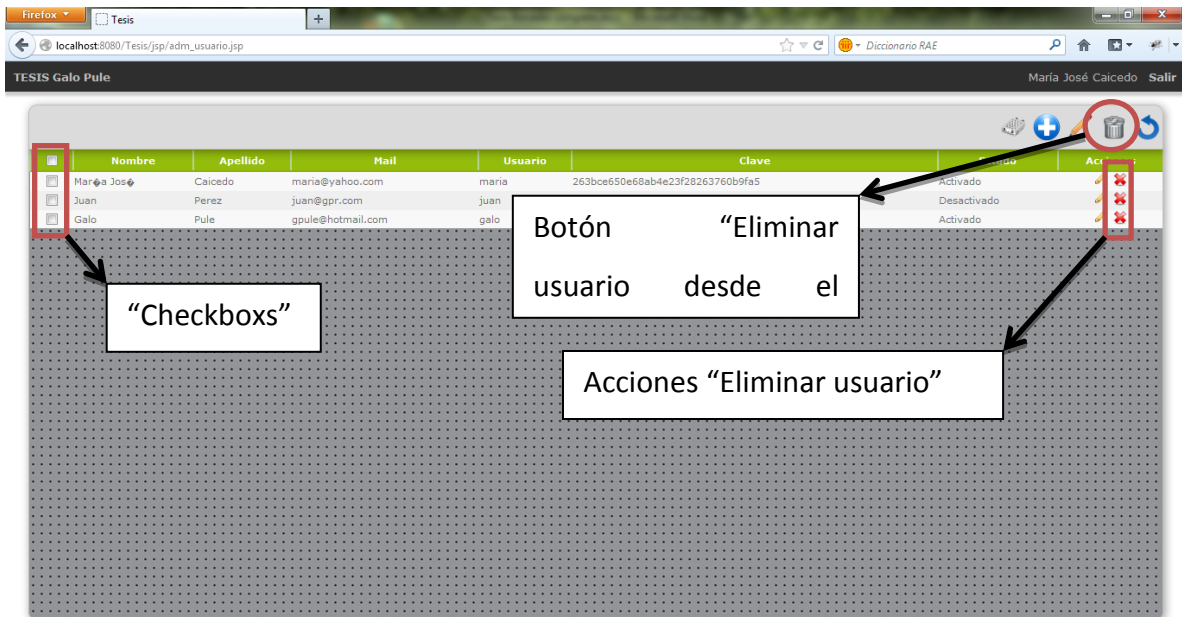 Firefox
Tesis
localhost:8080/Tesis/jsp/adm_usuario.jsp
Diccionario RAE
TESIS Galo Pule
María José Caicedo Salir
Nombre Apellido Mail Usuario Clave
Mar�a Jos� Caicedo maria@yahoo.com maria 263bce650e68ab4e23f28263760b9fa5 Activado
Juan Perez juan@gpr.com juan Desactivado
Galo Pule gpule@hotmail.com galo Activado
Botón "Eliminar
usuario desde el
"Checkboxs"
Acciones "Eliminar usuario"